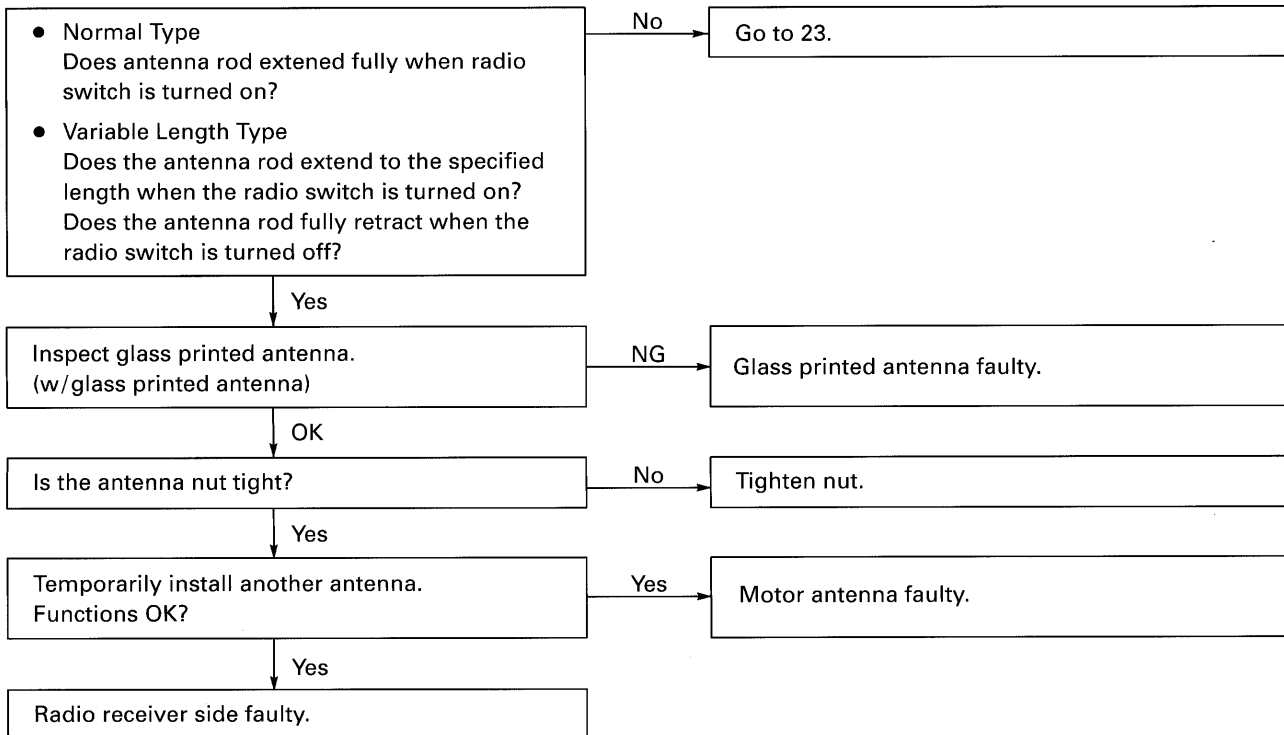 ● Normal Type
Does antenna rod extened fully when radio
switch is turned on?
● Variable Length Type
Does the antenna rod extend to the specified
length when the radio switch is turned on?
Does the antenna rod fully retract when the
radio switch is turned off?
No
Go to 23.
Yes
Inspect glass printed antenna.
(w/glass printed antenna)
NG
Glass printed antenna faulty.
OK
Is the antenna nut tight?
No
Tighten nut.
Yes
Temporarily install another antenna.
Functions OK?
Yes
Motor antenna faulty.
Yes
Radio receiver side faulty.